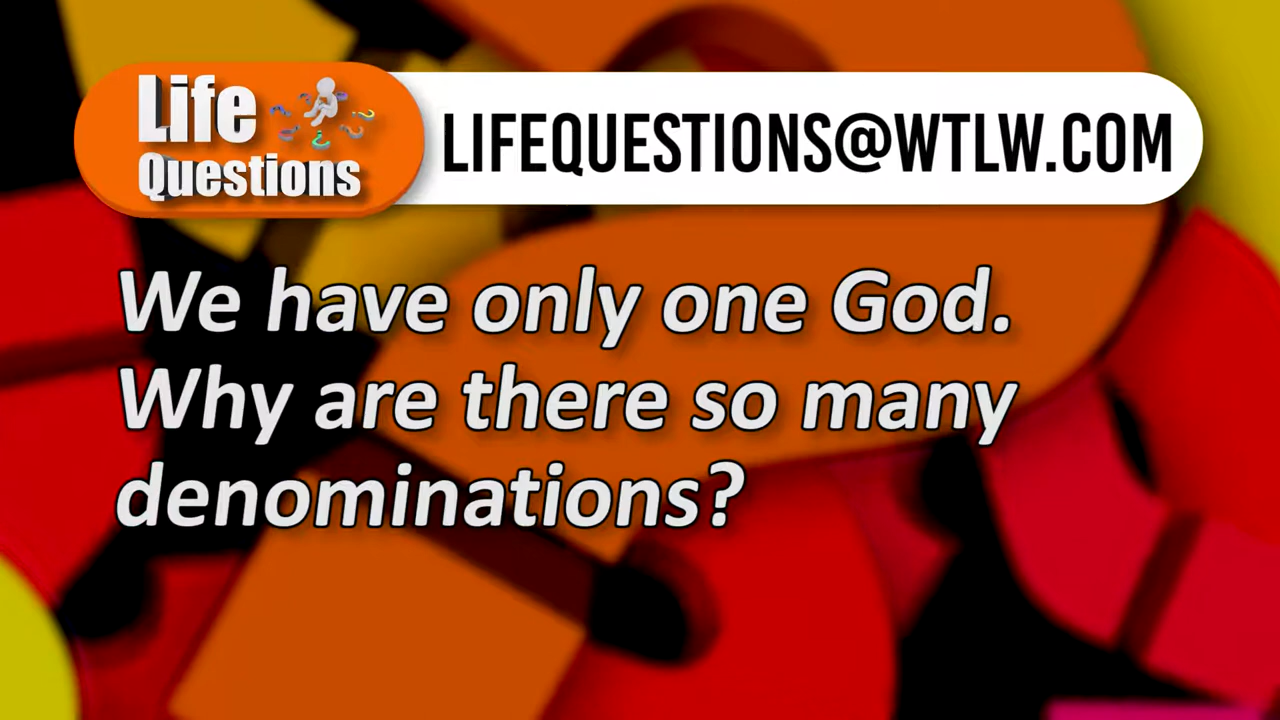 Life
Questions
LIFEQUESTIONS@WTLW.COM
We have only one God.
Why are there so many
denominations?